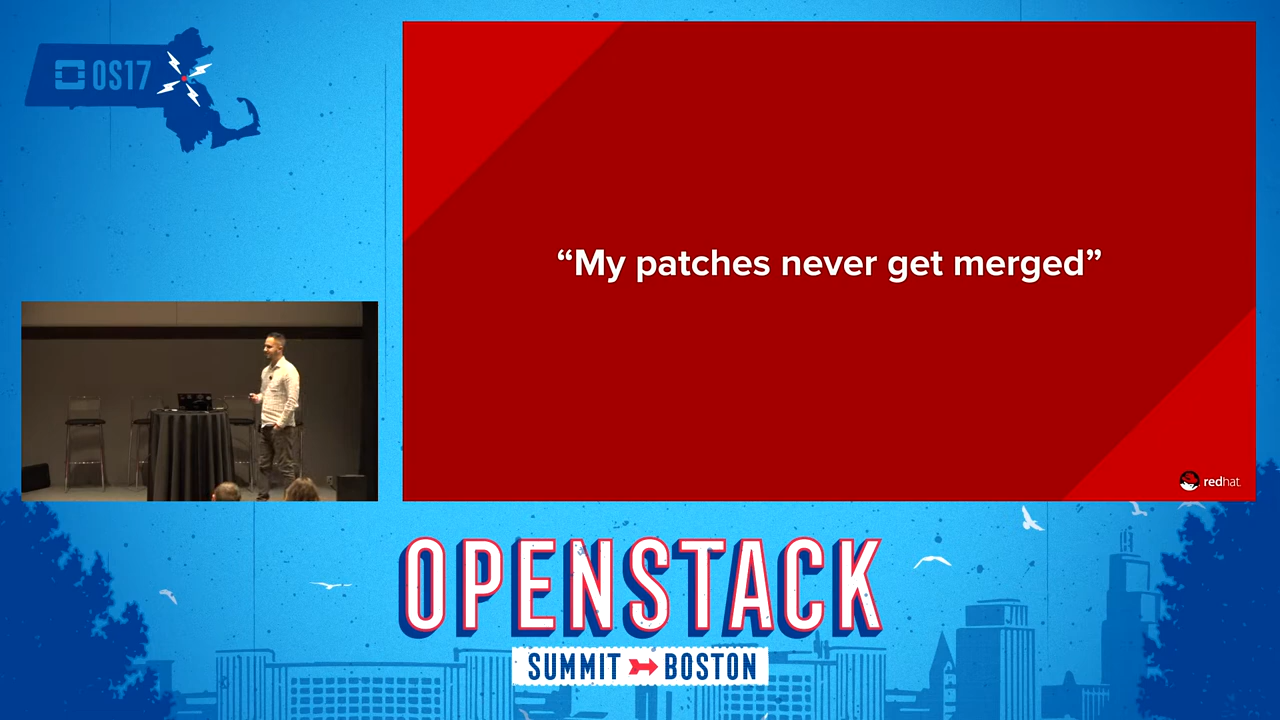 OS17
“My patches never get merged”
redhat.
OPENSTACK
SUMMIT BOSTON